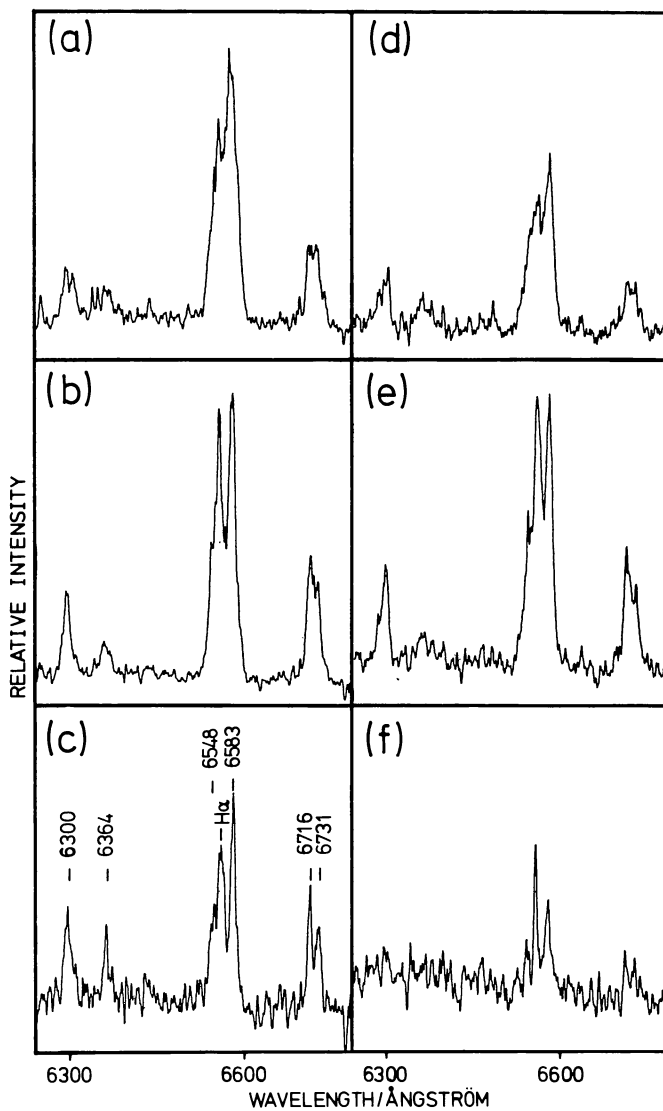 (a)
(d)
(b)
(e)
(c)
(f)
6300
6364
6548
Hα
6583
6716
6731
RELATIVE INTENSITY
6300
6600
6300
6600
WAVELENGTH/ÅNGSTRÖM